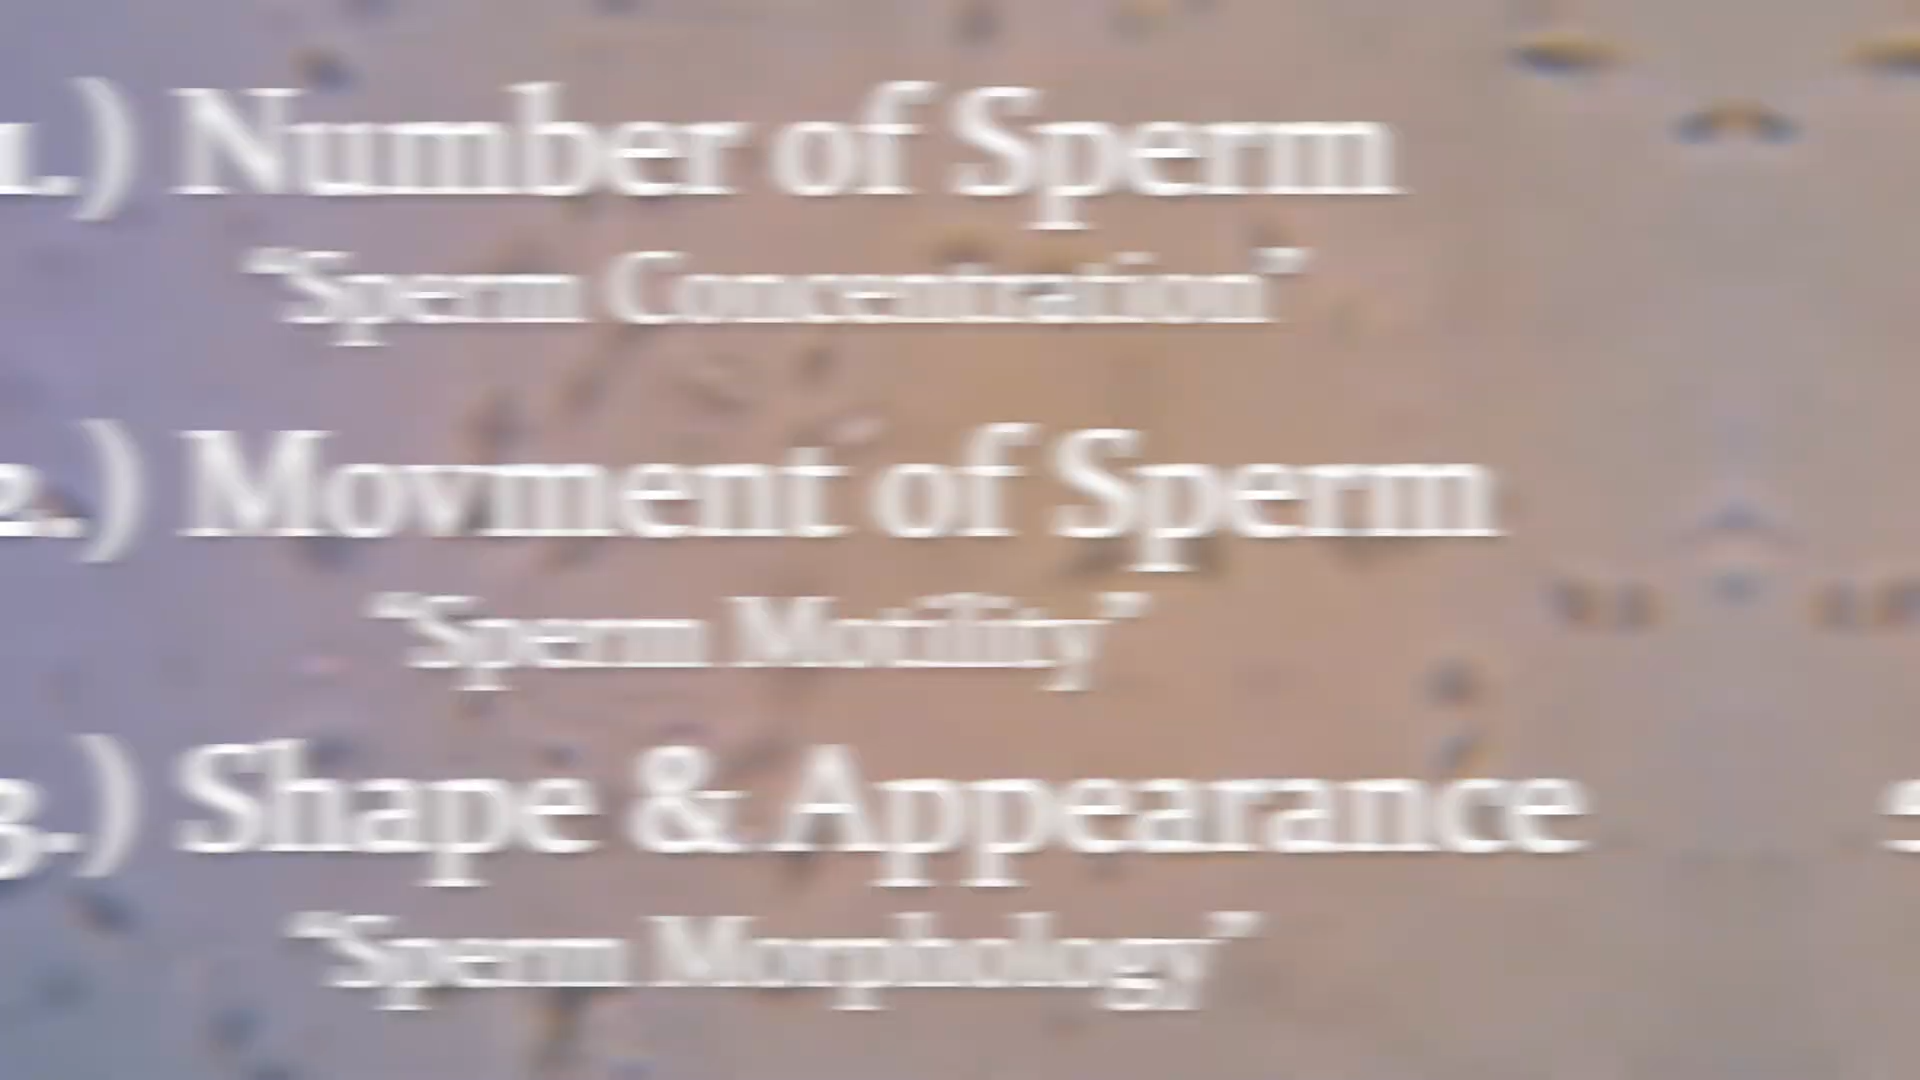 1.) Number of Sperm
“Sperm Concentration”
2.) Movment of Sperm
“Sperm Motility”
3.) Shape & Appearance
“Sperm Morphology”